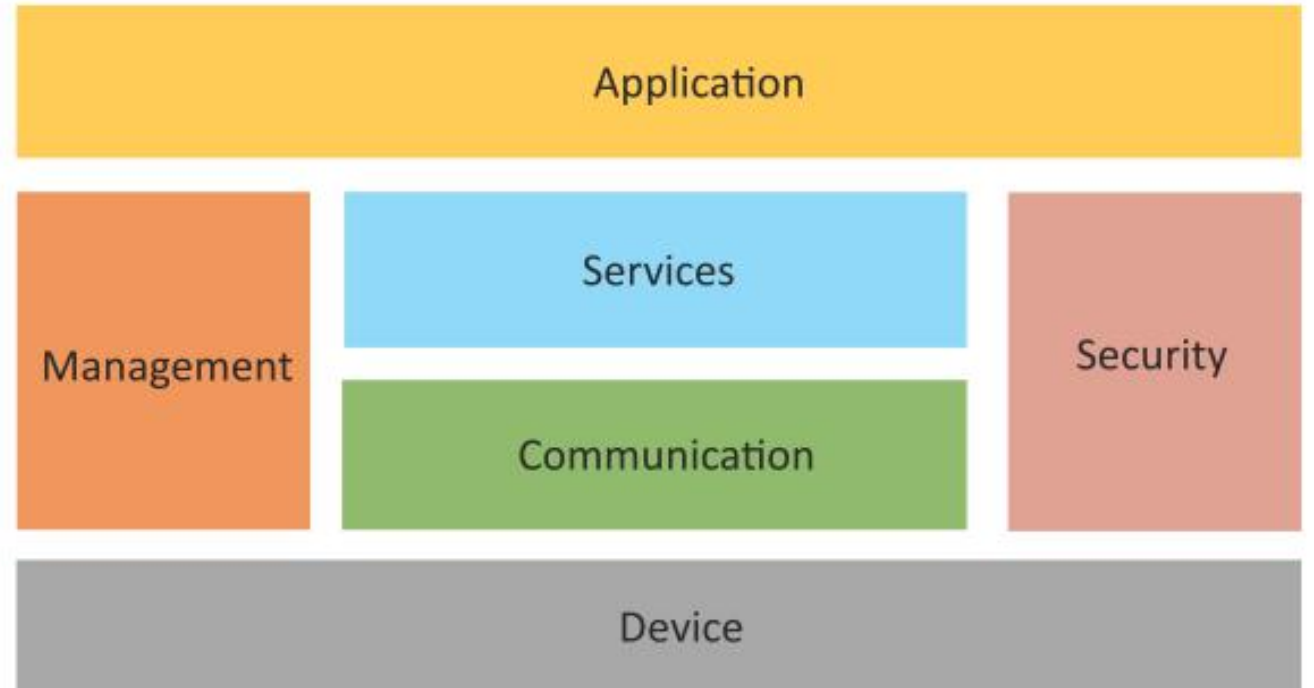 Application
Services
Management
Security
Communication
Device